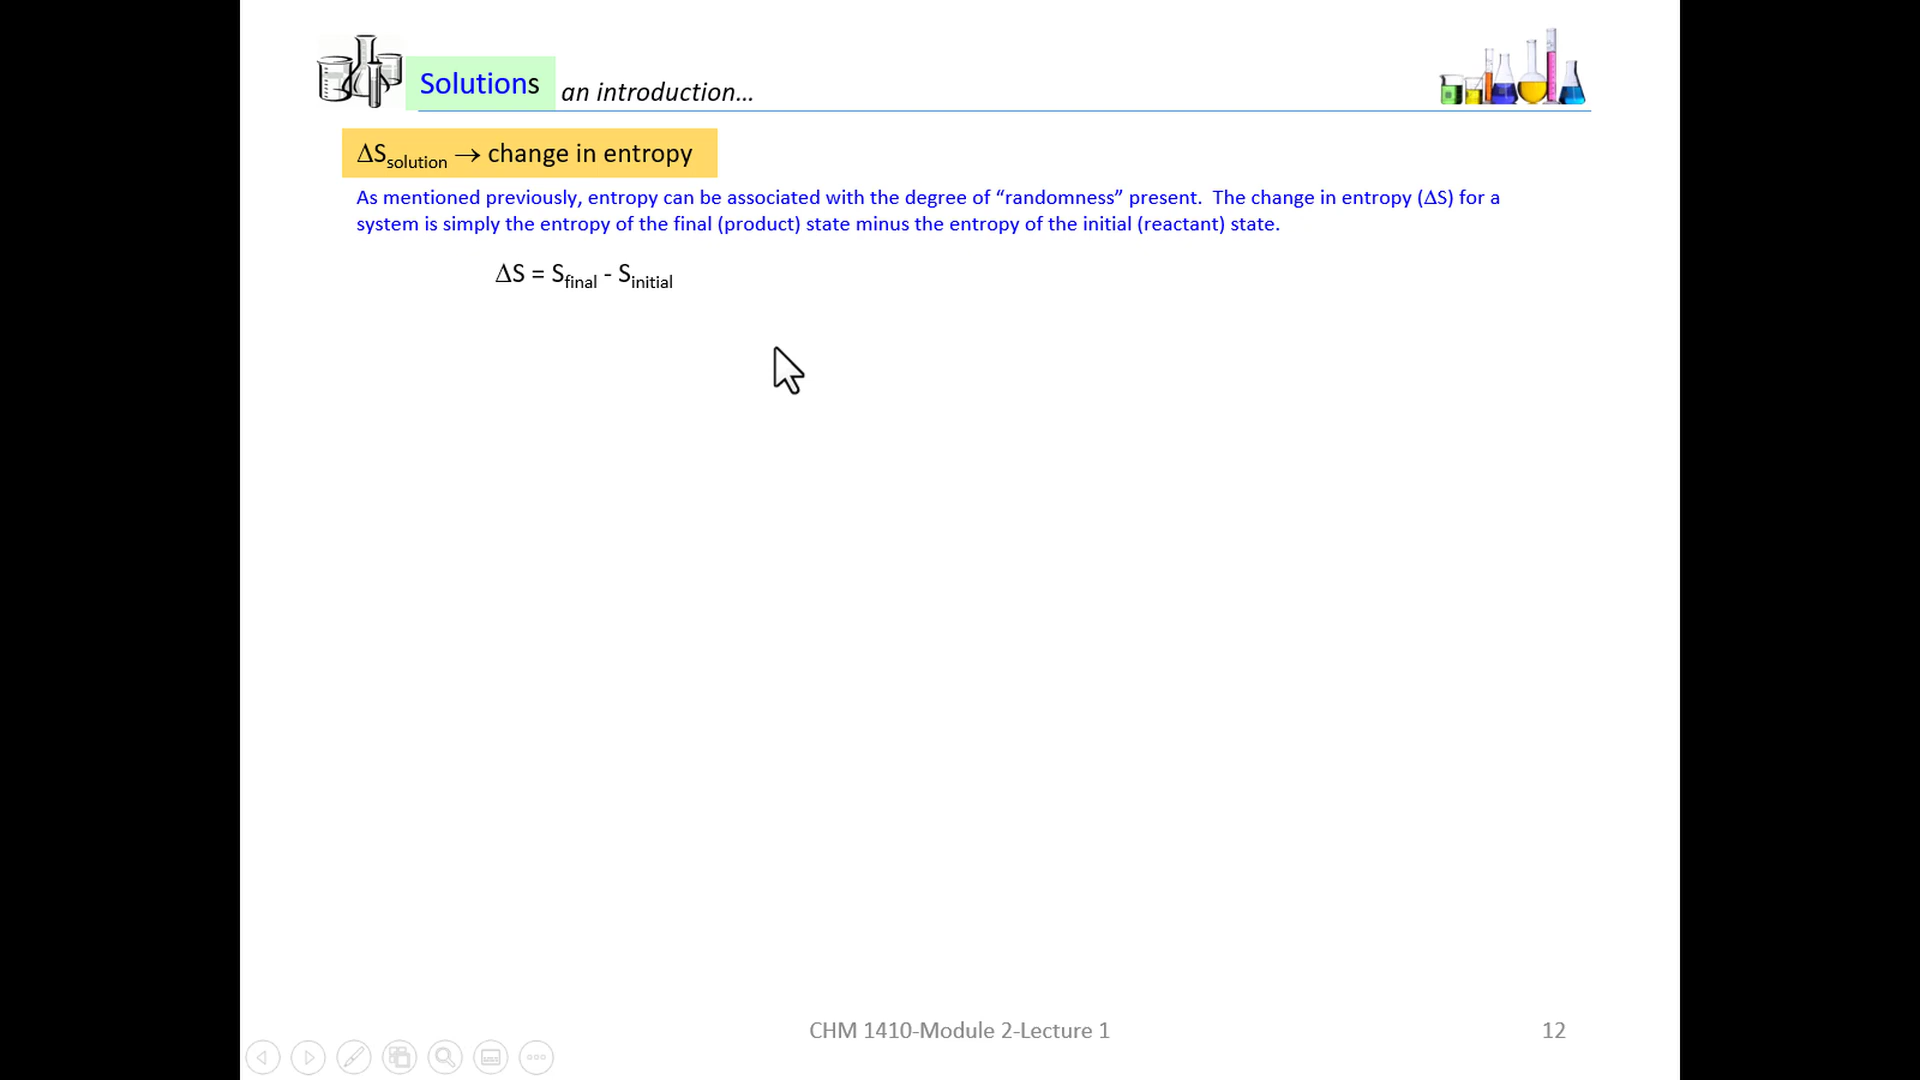 Solutions an introduction...
ΔSsolution → change in entropy
As mentioned previously, entropy can be associated with the degree of “randomness” present.  The change in entropy (ΔS) for a
system is simply the entropy of the final (product) state minus the entropy of the initial (reactant) state.
ΔS = Sfinal - Sinitial
CHM 1410-Module 2-Lecture 1
12